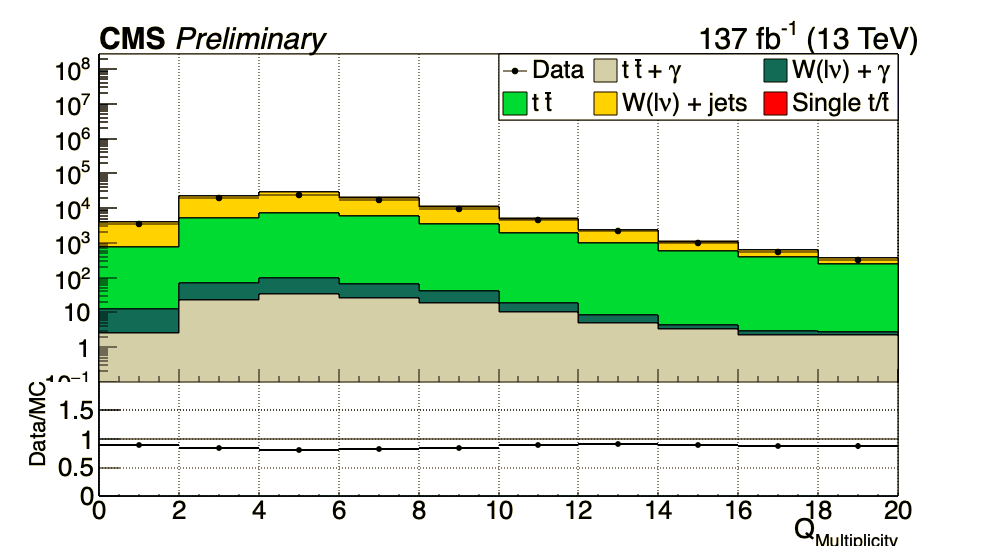 CMS Preliminary 137 fb⁻¹ (13 TeV)
Data t t̄ + γ W(lν) + γ
t t̄ W(lν) + jets Single t/t̄
10⁸
10⁷
10⁶
10⁵
10⁴
10³
10²
10
1
10⁻¹
Data/MC
1.5
1
0.5
0
0 2 4 6 8 10 12 14 16 18 20
Q_Multiplicity